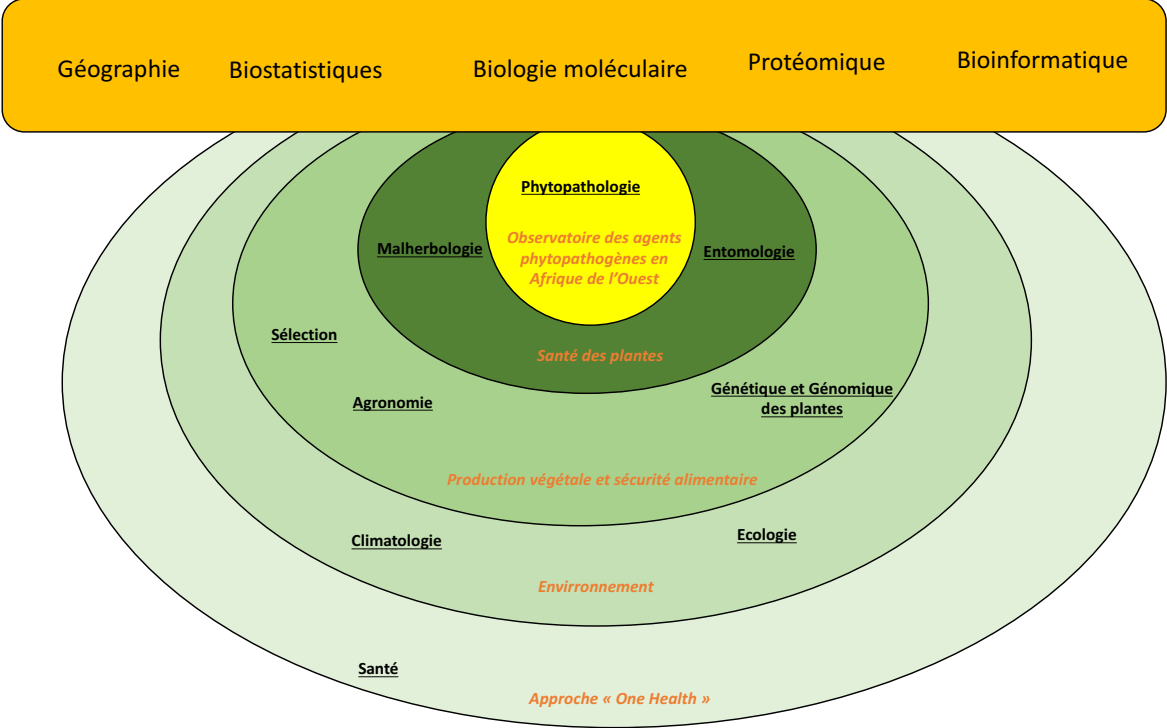 Géographie Biostatistiques Biologie moléculaire Protéomique Bioinformatique
Phytopathologie
Malherbologie
Observatoire des agents
phytopathogènes en
Afrique de l'Ouest
Entomologie
Santé des plantes
Sélection
Agronomie
Génétique et Génomique
des plantes
Production végétale et sécurité alimentaire
Climatologie
Ecologie
Envirronnement
Santé
Approche « One Health »